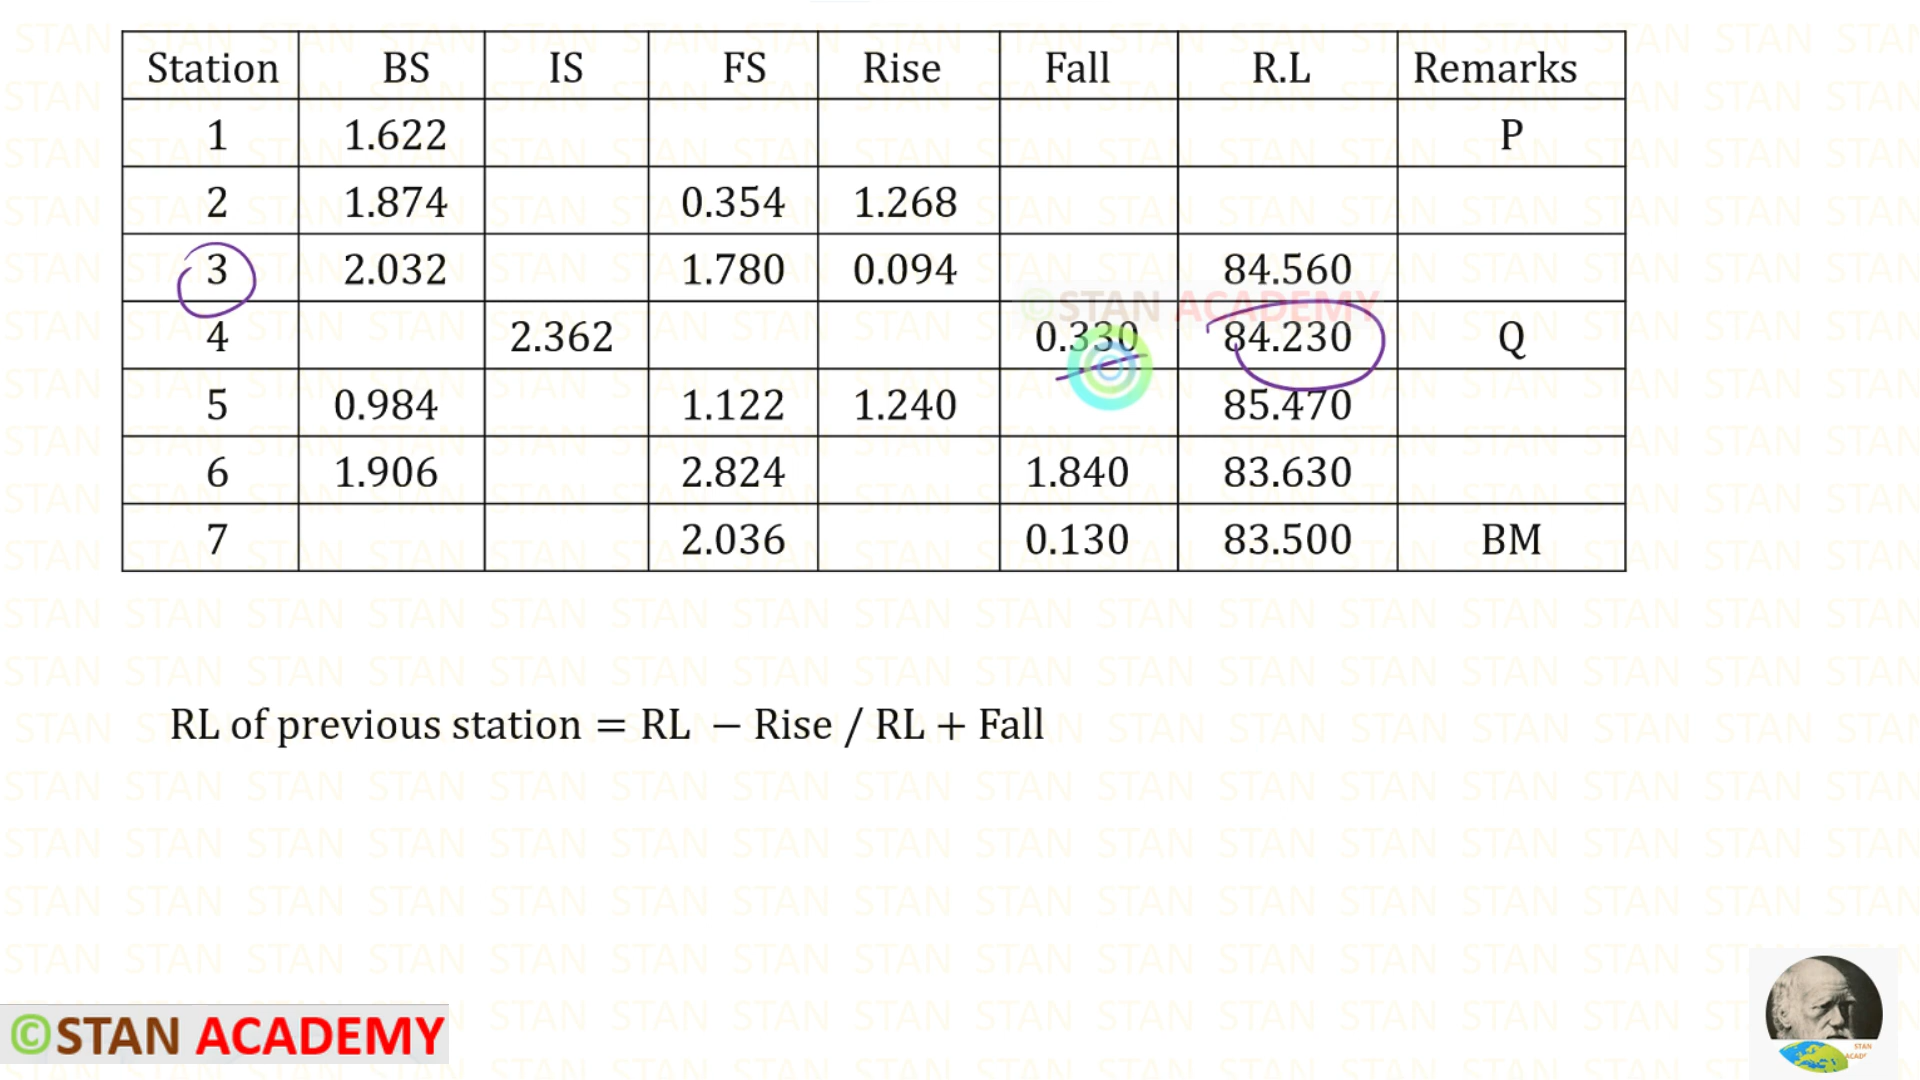 Station BS IS FS Rise Fall R.L Remarks
1 1.622 P
2 1.874 0.354 1.268
3 2.032 1.780 0.094 84.560
©STAN ACADEMY
4 2.362 0.330 84.230 Q
5 0.984 1.122 1.240 85.470
6 1.906 2.824 1.840 83.630
7 2.036 0.130 83.500 BM
RL of previous station = RL − Rise / RL + Fall
©STAN ACADEMY
STAN